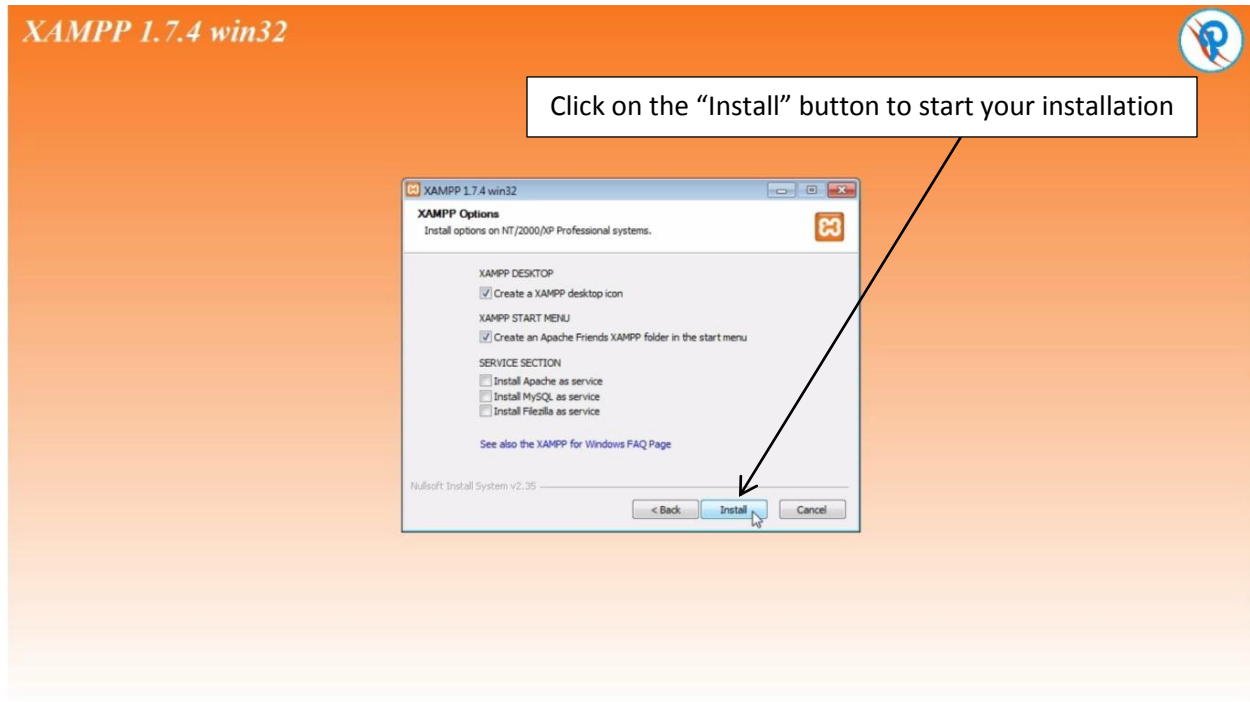 XAMPP 1.7.4 win32
Click on the “Install” button to start your installation
XAMPP 1.7.4 win32
XAMPP Options
Install options on NT/2000/XP Professional systems.
XAMPP DESKTOP
Create a XAMPP desktop icon
XAMPP START MENU
Create an Apache Friends XAMPP folder in the start menu
SERVICE SECTION
Install Apache as service
Install MySQL as service
Install Filezilla as service
See also the XAMPP for Windows FAQ Page
Nullsoft Install System v2.35
< Back Install Cancel